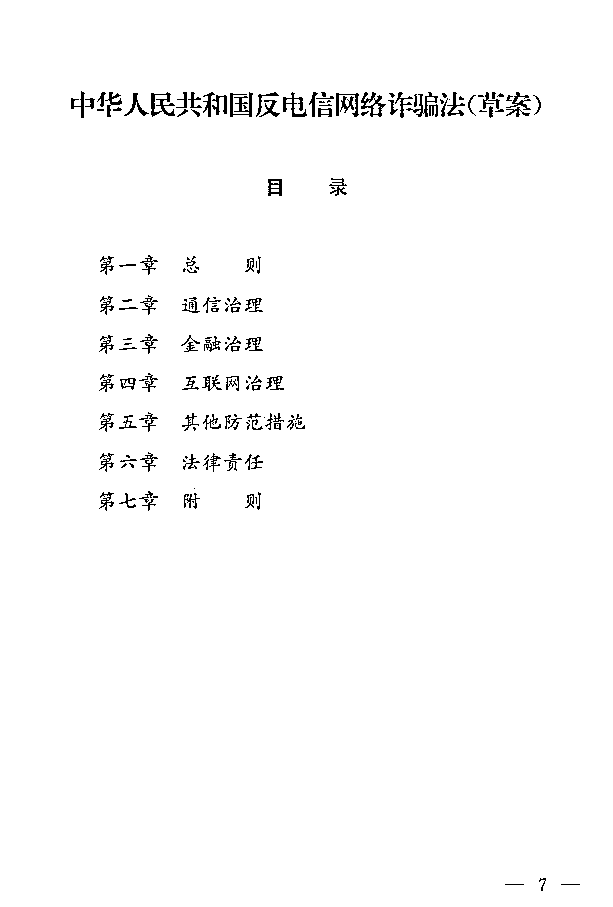 中华人民共和国反电信网络诈骗法(草案)
目 录
第一章 总 则
第二章 通信治理
第三章 金融治理
第四章 互联网治理
第五章 其他防范措施
第六章 法律责任
第七章 附 则
— 7 —